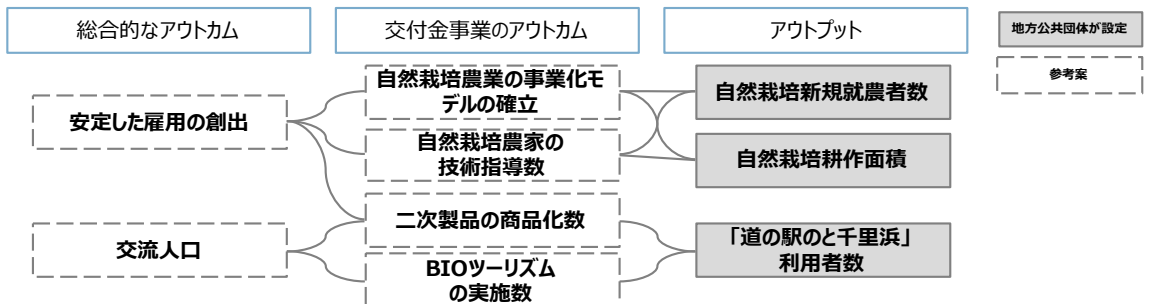 総合的なアウトカム
交付金事業のアウトカム
アウトプット
地方公共団体が設定
参考案
安定した雇用の創出
交流人口
自然栽培農業の事業化モ
デルの確立
自然栽培農家の
技術指導数
二次製品の商品化数
BIOツーリズム
の実施数
自然栽培新規就農者数
自然栽培耕作面積
「道の駅のと千里浜」
利用者数